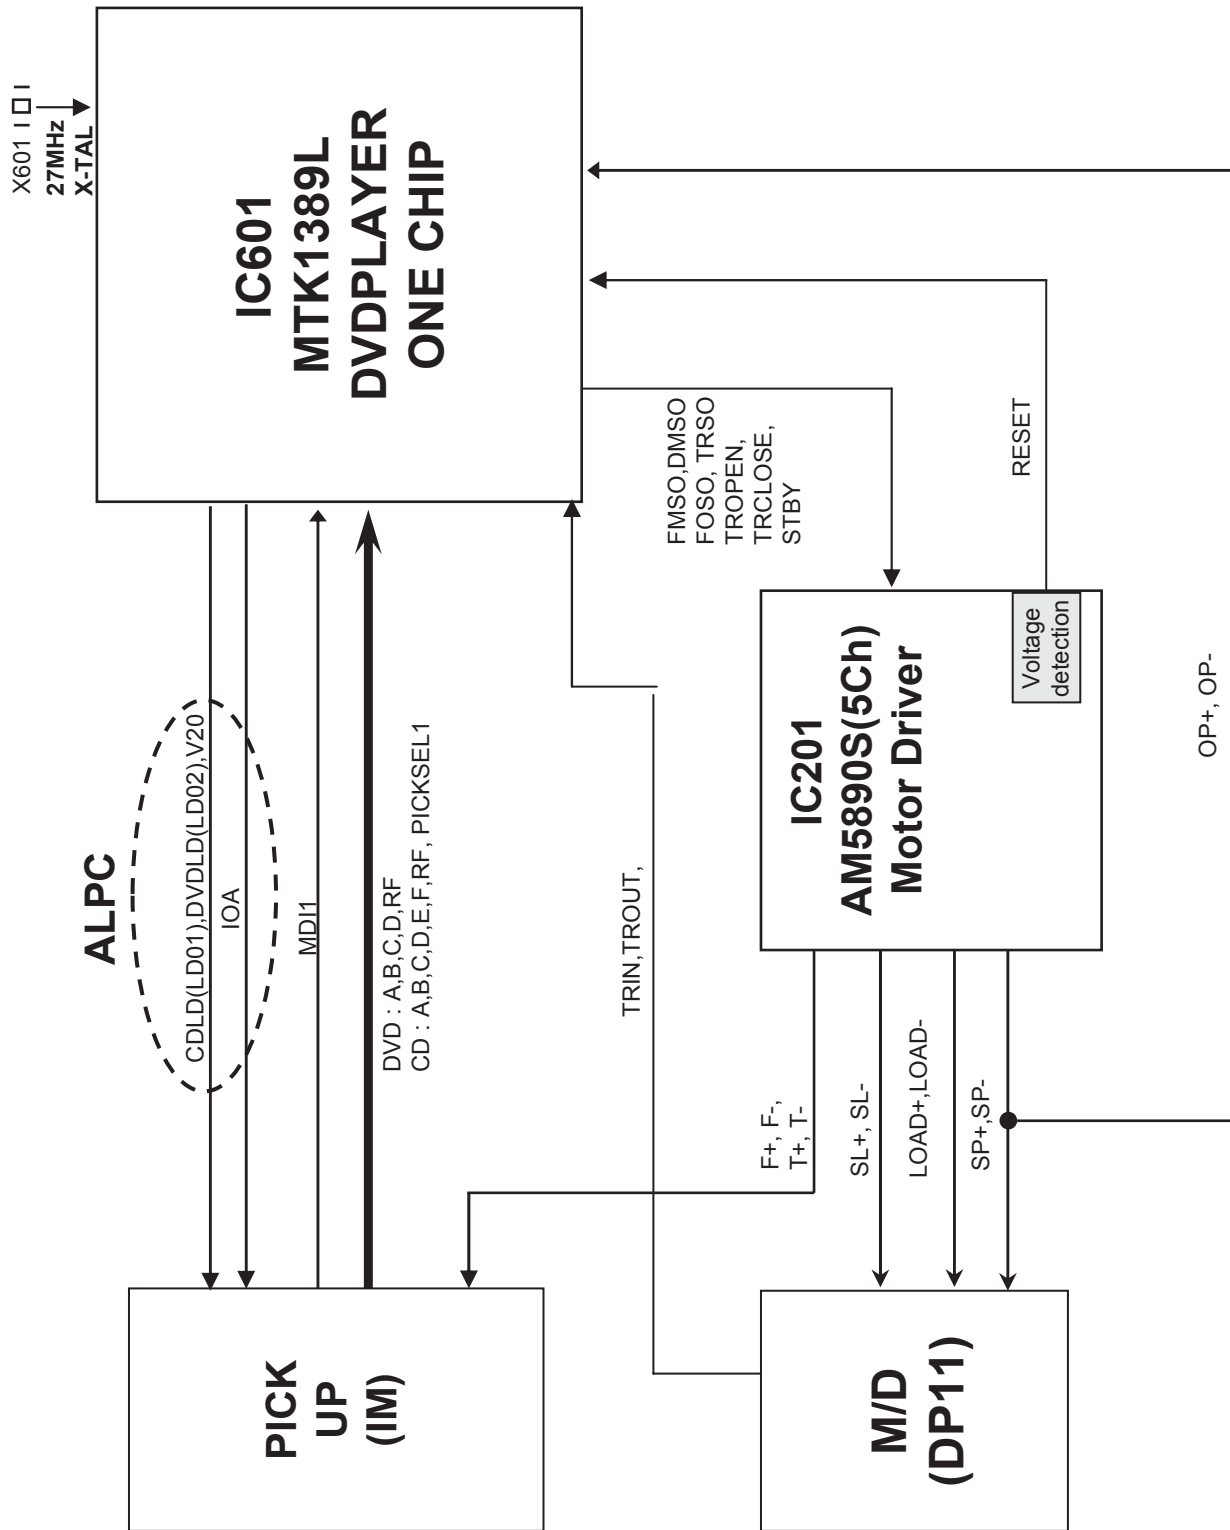 X601
27MHz
X-TAL
IC601
MTK1389L
DVDPLAYER
ONE CHIP
ALPC
CDLD(LD01),DVDLD(LD02),V20
IOA
MDI1
DVD : A,B,C,D,RF
CD : A,B,C,D,E,F,RF, PICKSEL1
PICK
UP
(IM)
TRIN,TROUT,
FMSO,DMSO
FOSO, TRSO
TROPEN,
TRCLOSE,
STBY
RESET
IC201
AM5890S(5Ch)
Motor Driver
Voltage
detection
F+, F-,
T+, T-
SL+, SL-
LOAD+,LOAD-
SP+,SP-
OP+, OP-
M/D
(DP11)